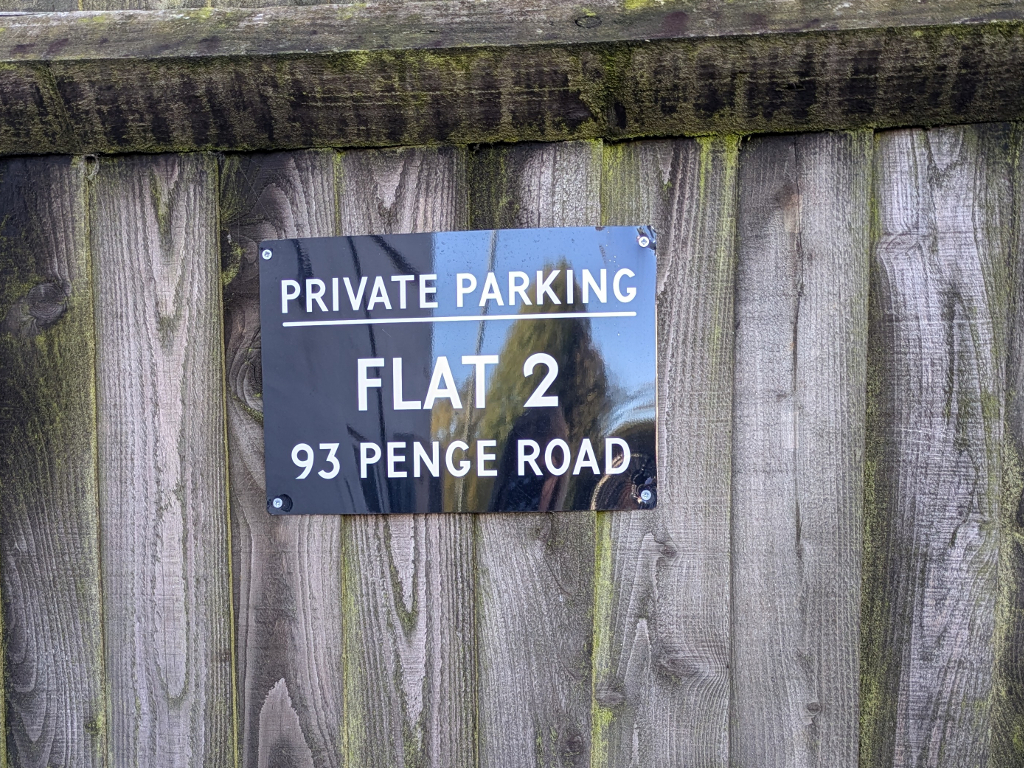 PRIVATE PARKING
FLAT 2
93 PENGE ROAD